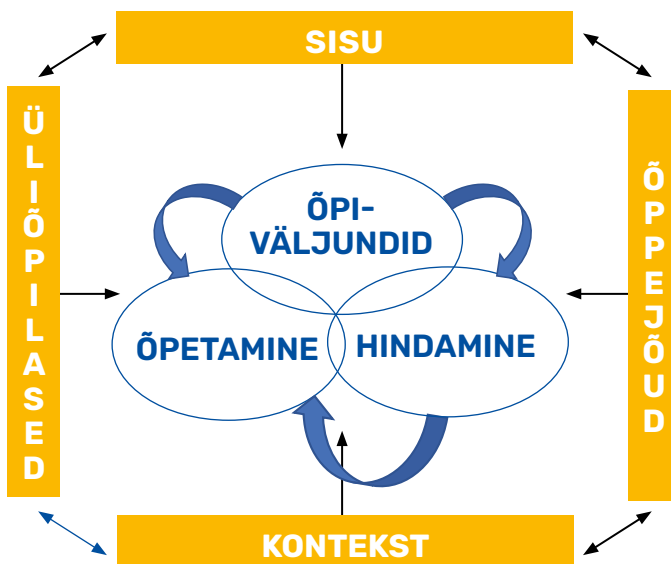 SISU
ÜLIÕPILASED
ÕPI-
VÄLJUNDID
ÕPETAMINE
HINDAMINE
ÕPPEJÕUD
KONTEKST